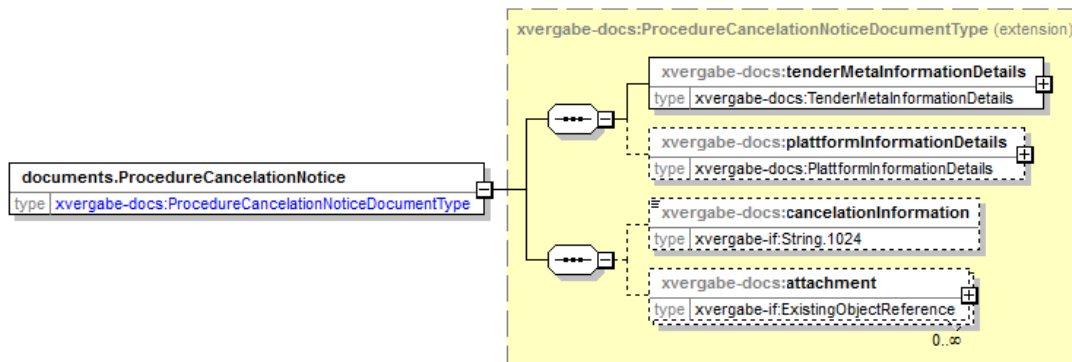 xvergabe-docs:ProcedureCancelationNoticeDocumentType (extension)
xvergabe-docs:tenderMetaInformationDetails
type xvergabe-docs:TenderMetaInformationDetails
xvergabe-docs:plattformInformationDetails
type xvergabe-docs:PlattformInformationDetails
documents.ProcedureCancelationNotice
type xvergabe-docs:ProcedureCancelationNoticeDocumentType
xvergabe-docs:cancelationInformation
type xvergabe-if:String.1024
xvergabe-docs:attachment
type xvergabe-if:ExistingObjectReference
0..∞